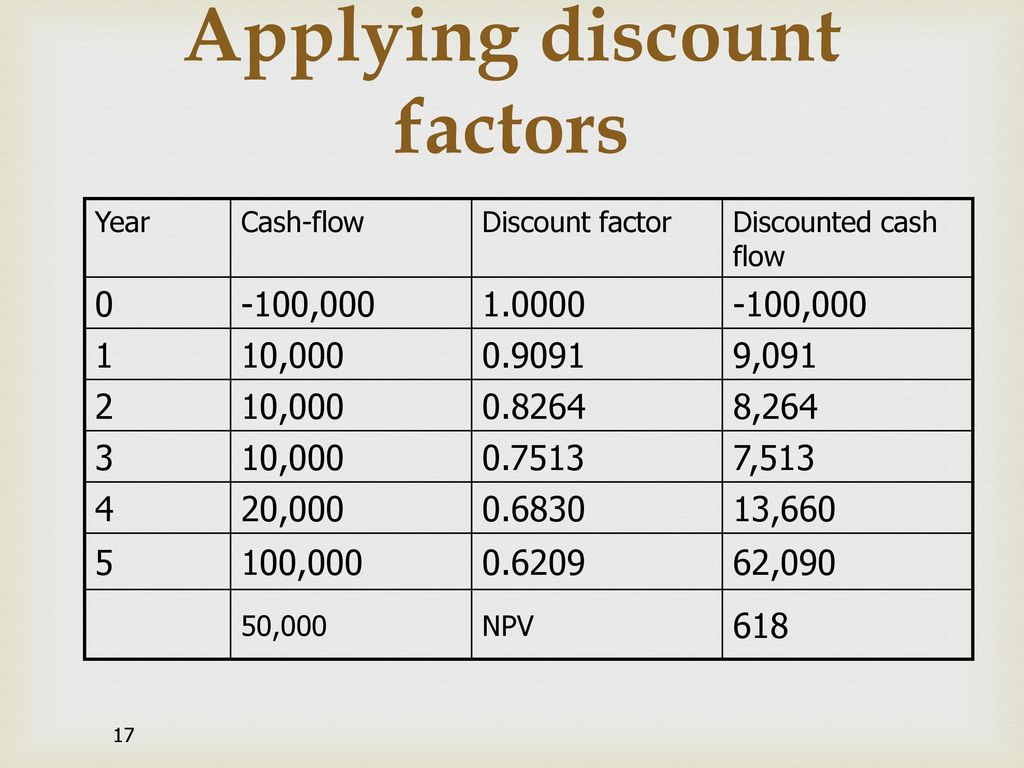 Applying discount
factors
Year Cash-flow Discount factor Discounted cash
flow
0 -100,000 1.0000 -100,000
1 10,000 0.9091 9,091
2 10,000 0.8264 8,264
3 10,000 0.7513 7,513
4 20,000 0.6830 13,660
5 100,000 0.6209 62,090
50,000 NPV 618
17